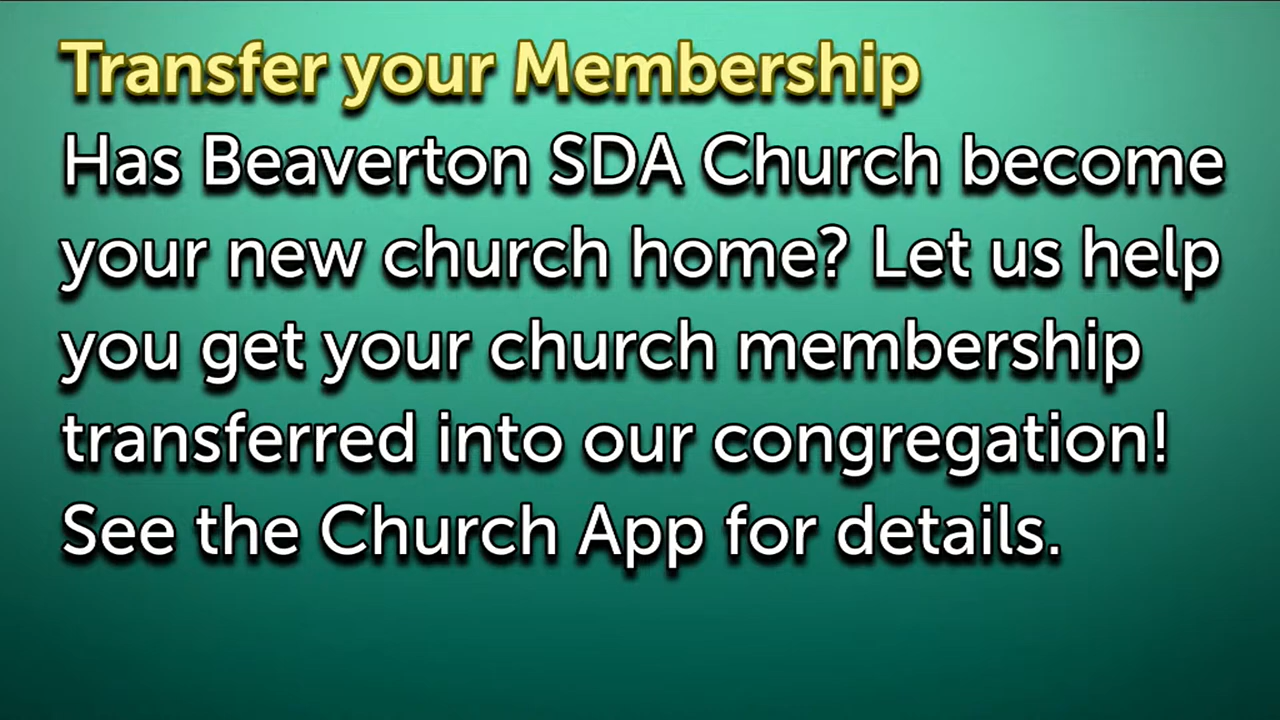 Transfer your Membership
Has Beaverton SDA Church become
your new church home? Let us help
you get your church membership
transferred into our congregation!
See the Church App for details.